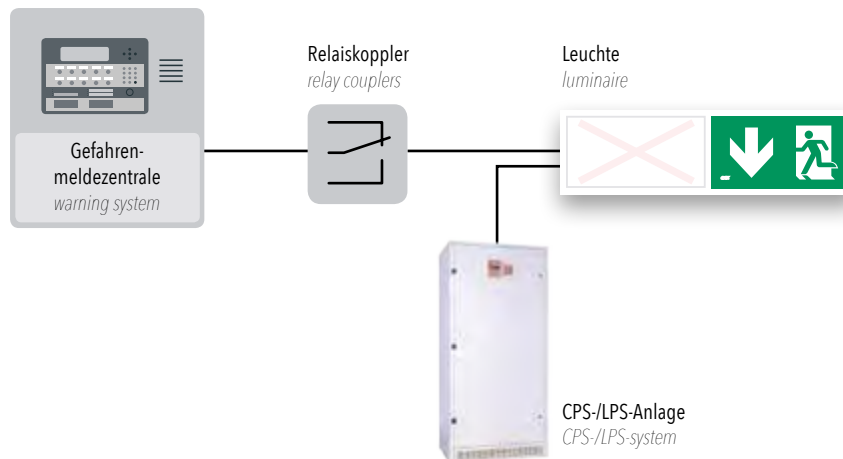 Relaiskoppler
relay couplers
Leuchte
luminaire
Gefahren-
meldezentrale
warning system
CPS-/LPS-Anlage
CPS-/LPS-system